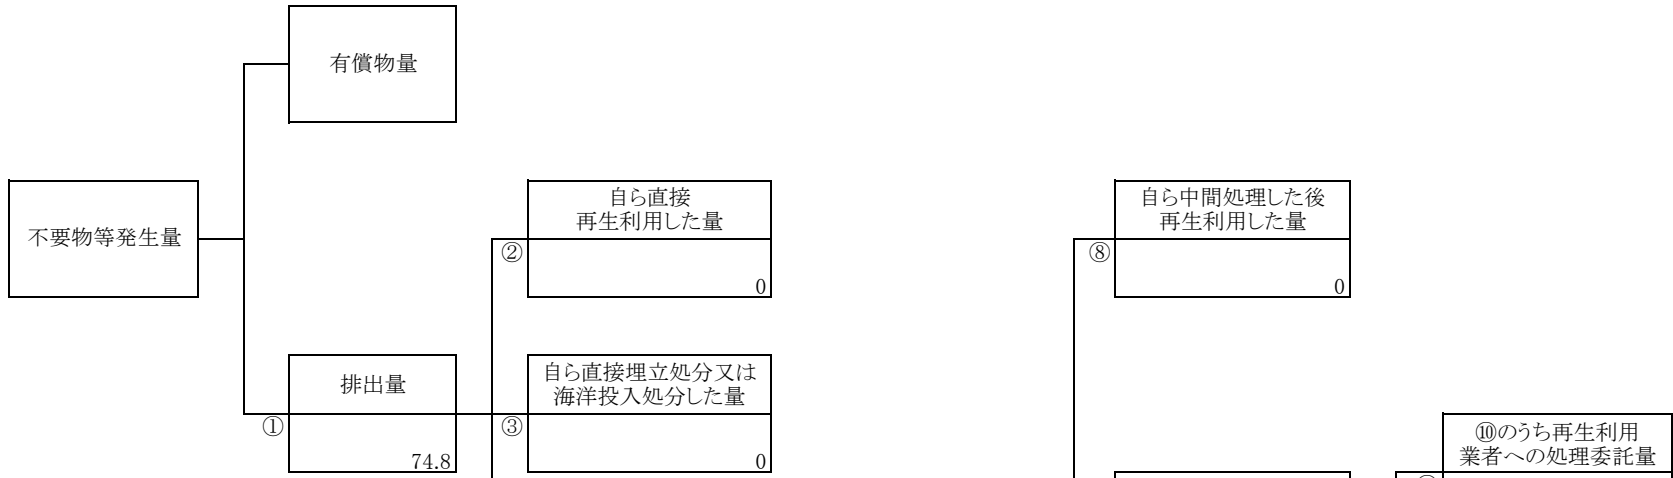 有償物量
不要物等発生量
自ら直接
再生利用した量
②
0
自ら中間処理した後
再生利用した量
⑧
0
排出量
①
74.8
自ら直接埋立処分又は
海洋投入処分した量
③
0
⑩のうち再生利用
業者への処理委託量